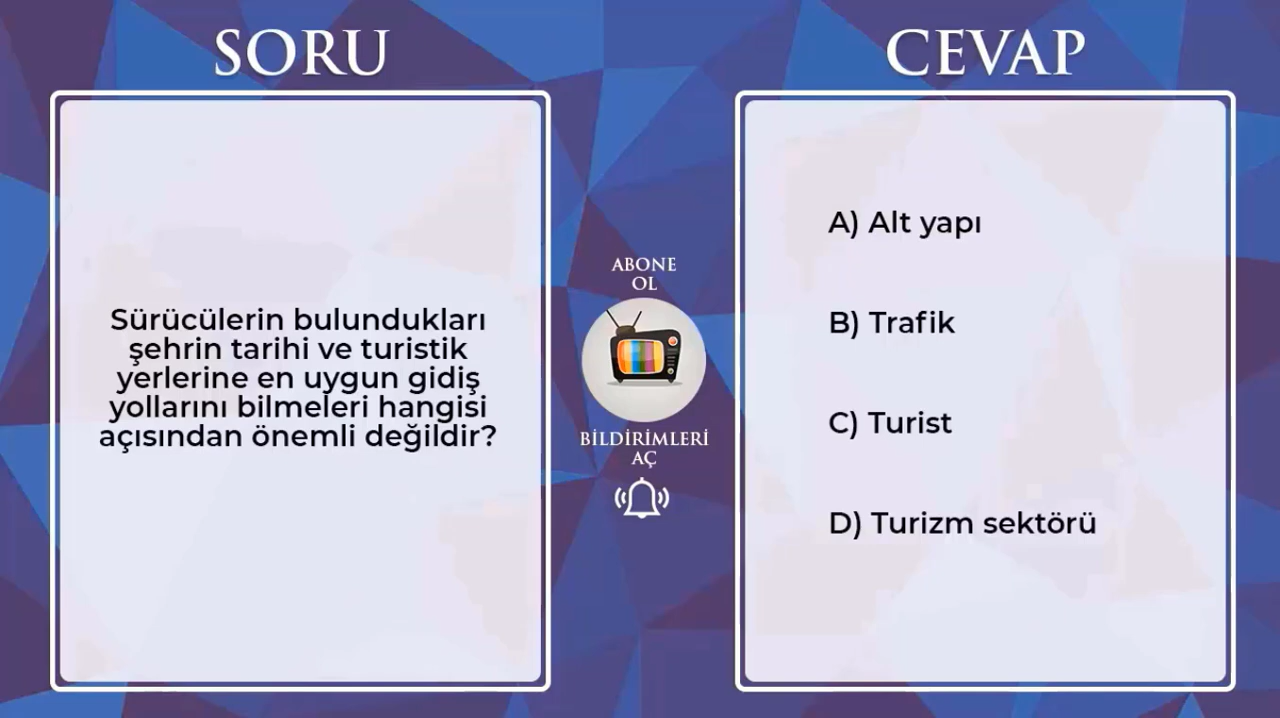 SORU
Sürücülerin bulundukları
şehrin tarihi ve turistik
yerlerine en uygun gidiş
yollarını bilmeleri hangisi
açısından önemli değildir?
ABONE
OL
BİLDİRİMLERİ
AÇ
CEVAP
A) Alt yapı
B) Trafik
C) Turist
D) Turizm sektörü